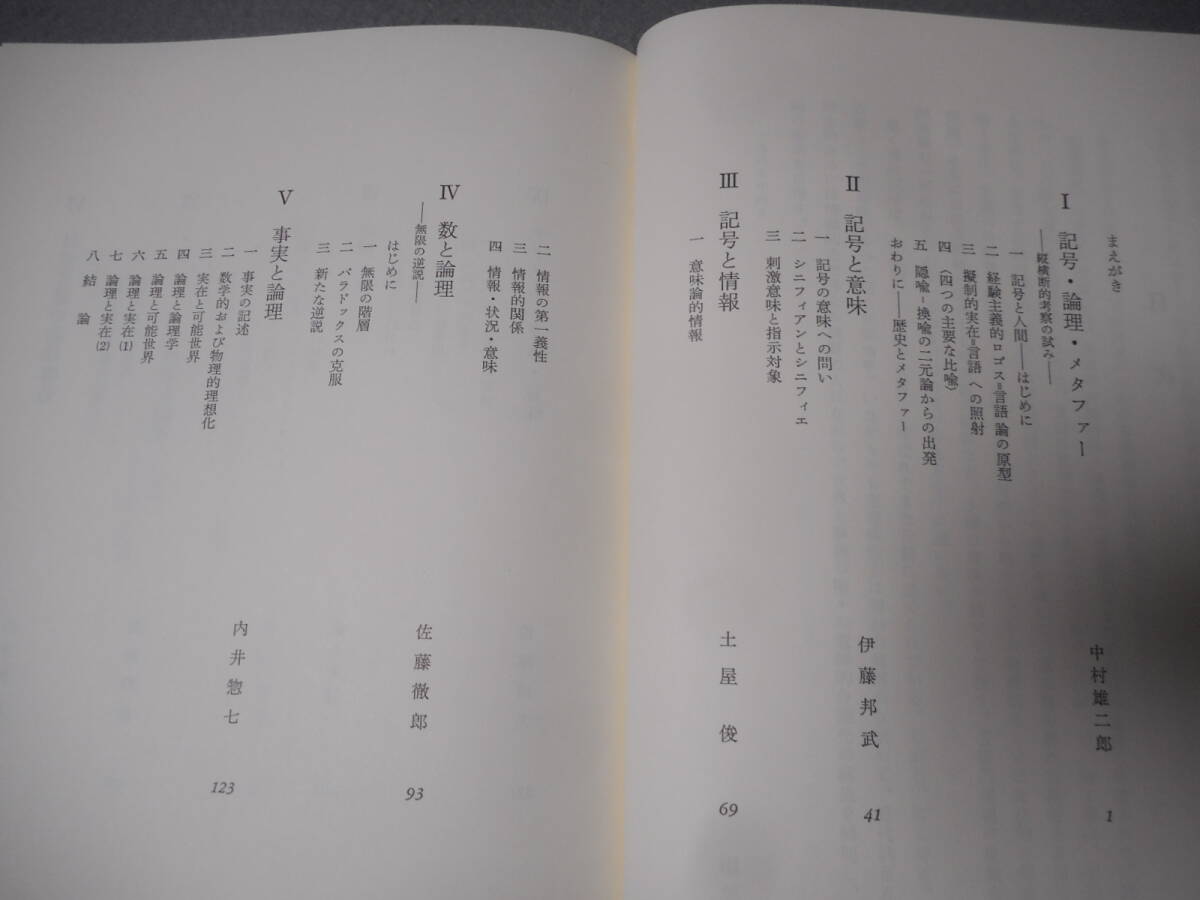 まえがき
Ⅰ 記号・論理・メタファー 中村雄二郎 1
――縦横断的考察の試み――
一 記号と人間――はじめに
二 経験主義的ロゴス＝言語 論の原型
三 擬制的実在＝言語 への照射
四 〈四つの主要な比喩〉
五 隠喩‐換喩の二元論からの出発
おわりに――歴史とメタファー
Ⅱ 記号と意味 伊藤邦武 41
一 記号の意味への問い
二 シニフィアンとシニフィエ
三 刺激意味と指示対象
Ⅲ 記号と情報 土屋俊 69
一 意味論的情報
二 情報の第一義性
三 情報的関係
四 情報・状況・意味
Ⅳ 数と論理 佐藤徹郎 93
――無限の逆説――
はじめに
一 無限の階層
二 パラドックスの克服
三 新たな逆説
Ⅴ 事実と論理 内井惣七 123
一 事実の記述
二 数学的および物理的理想化
三 実在と可能世界
四 論理と論理学
五 論理と可能世界
六 論理と実在(1)
七 論理と実在(2)
八 結論